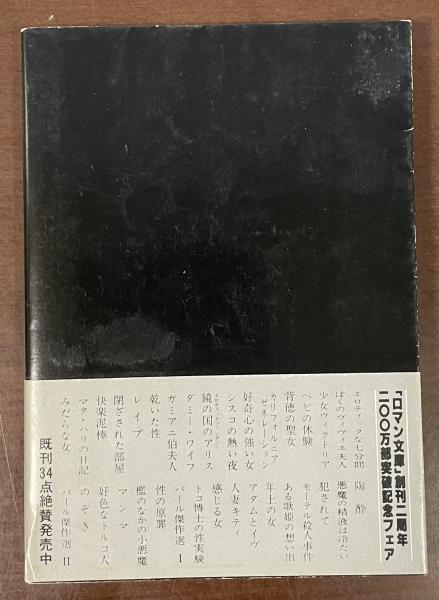 「ロマン文庫」創刊二周年
二〇〇万部突破記念フェア
エロティックな七分間
ぼくのヴィヴィエ夫人
少女ヴィクトリア
ペピの体験
背徳の聖女
カリフォルニア
ゼネレーション
好奇心の強い女
シスコの熱い夜
鏡の国のアリス
ダミー・ワイフ
ガミアニ伯夫人
乾いた性
レイプ
閉ざされた部屋
快楽泥棒
マタ・ハリの日記
みだらな女
陶酔
悪魔の精液は冷たい
犯されて
モーテル殺人事件
ある歌姫の想い出
年上の女
アダムとイヴ
人妻キティ
感じる女
トコ博士の性実験
パール傑作選 I
性の原罪
檻のなかの小悪魔
マンマ
好色なトルコ人
のぞき
パール傑作選 II
既刊34点絶賛発売中